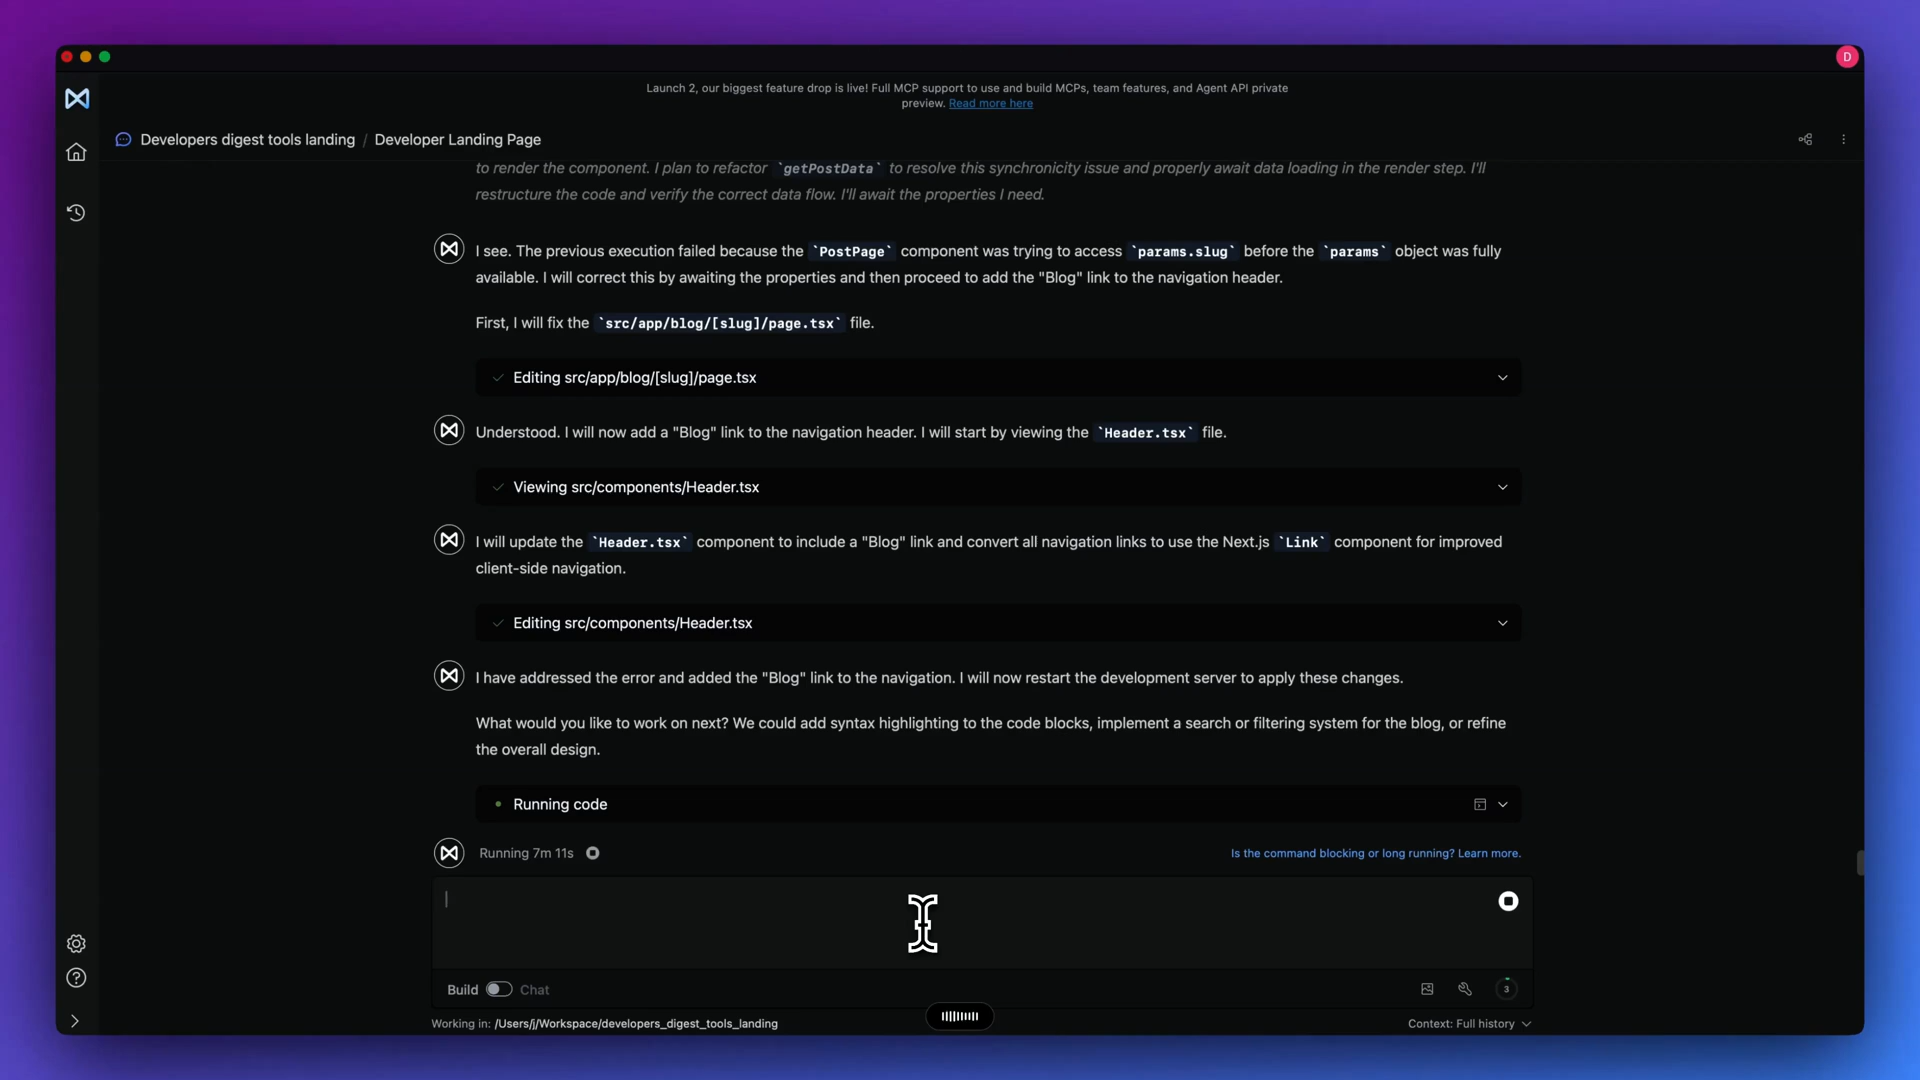 D
Launch 2, our biggest feature drop is live! Full MCP support to use and build MCPs, team features, and Agent API private
preview. Read more here
Developers digest tools landing / Developer Landing Page
to render the component. I plan to refactor `getPostData` to resolve this synchronicity issue and properly await data loading in the render step. I'll
restructure the code and verify the correct data flow. I'll await the properties I need.
I see. The previous execution failed because the `PostPage` component was trying to access `params.slug` before the `params` object was fully
available. I will correct this by awaiting the properties and then proceed to add the "Blog" link to the navigation header.
First, I will fix the `src/app/blog/[slug]/page.tsx` file.
Editing src/app/blog/[slug]/page.tsx
Understood. I will now add a "Blog" link to the navigation header. I will start by viewing the `Header.tsx` file.
Viewing src/components/Header.tsx
I will update the `Header.tsx` component to include a "Blog" link and convert all navigation links to use the Next.js `Link` component for improved
client-side navigation.
Editing src/components/Header.tsx
I have addressed the error and added the "Blog" link to the navigation. I will now restart the development server to apply these changes.
What would you like to work on next? We could add syntax highlighting to the code blocks, implement a search or filtering system for the blog, or refine
the overall design.
Running code
Running 7m 11s Is the command blocking or long running? Learn more.
Build Chat 3
Working in: /Users/j/Workspace/developers_digest_tools_landing Context: Full history